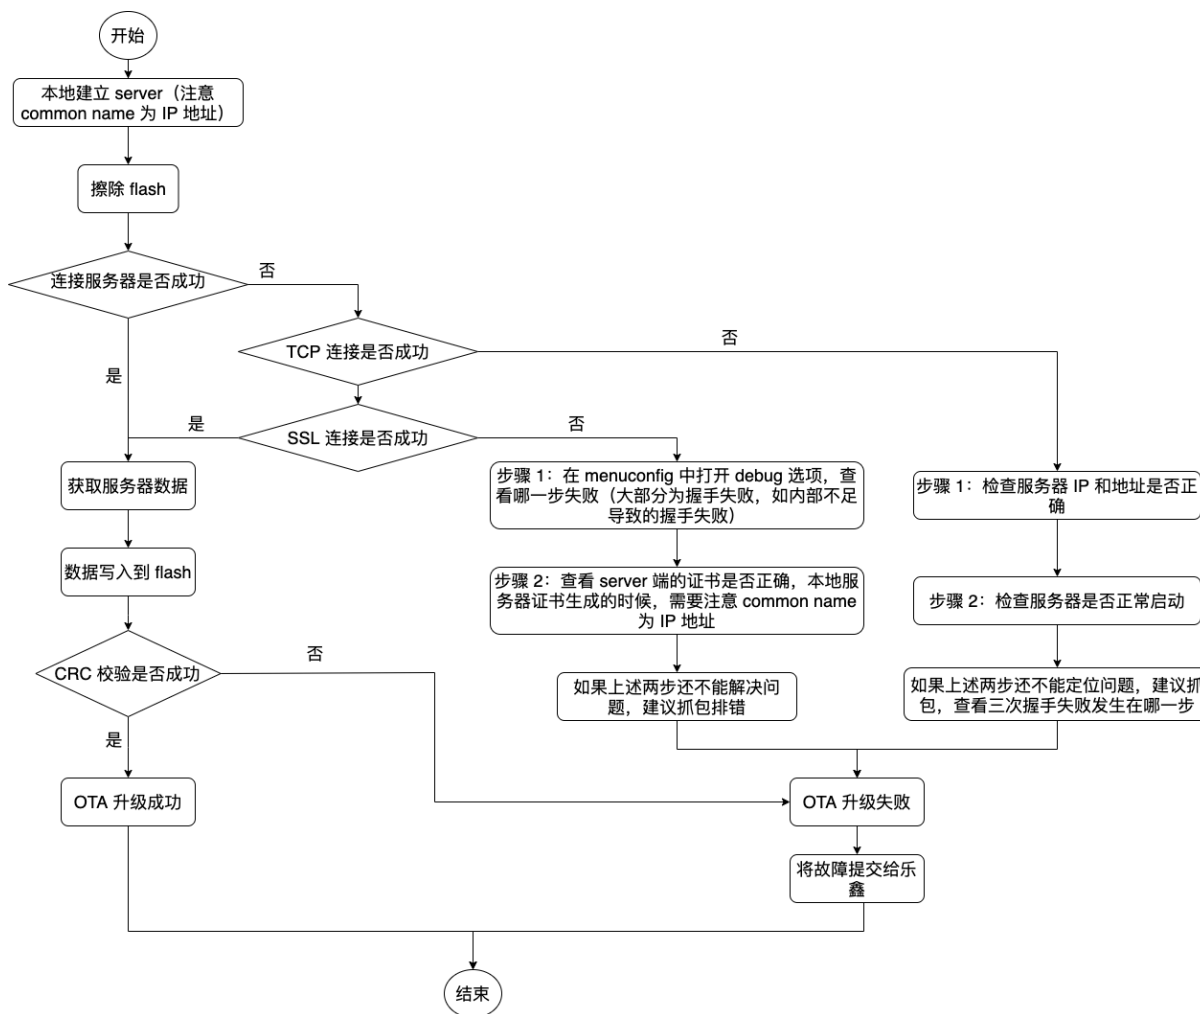 开始
本地建立 server（注意
common name 为 IP 地址）
擦除 flash
连接服务器是否成功
否
TCP 连接是否成功
否
是
SSL 连接是否成功
是
否
获取服务器数据
步骤 1：在 menuconfig 中打开 debug 选项，查
看哪一步失败（大部分为握手失败，如内部不足
导致的握手失败）
步骤 1：检查服务器 IP 和地址是否正
确
数据写入到 flash
步骤 2：查看 server 端的证书是否正确，本地服
务器证书生成的时候，需要注意 common name
为 IP 地址
步骤 2：检查服务器是否正常启动
CRC 校验是否成功
否
是
如果上述两步还不能解决问
题，建议抓包排错
如果上述两步还不能定位问题，建议抓
包，查看三次握手失败发生在哪一步
OTA 升级成功
OTA 升级失败
将故障提交给乐
鑫
结束